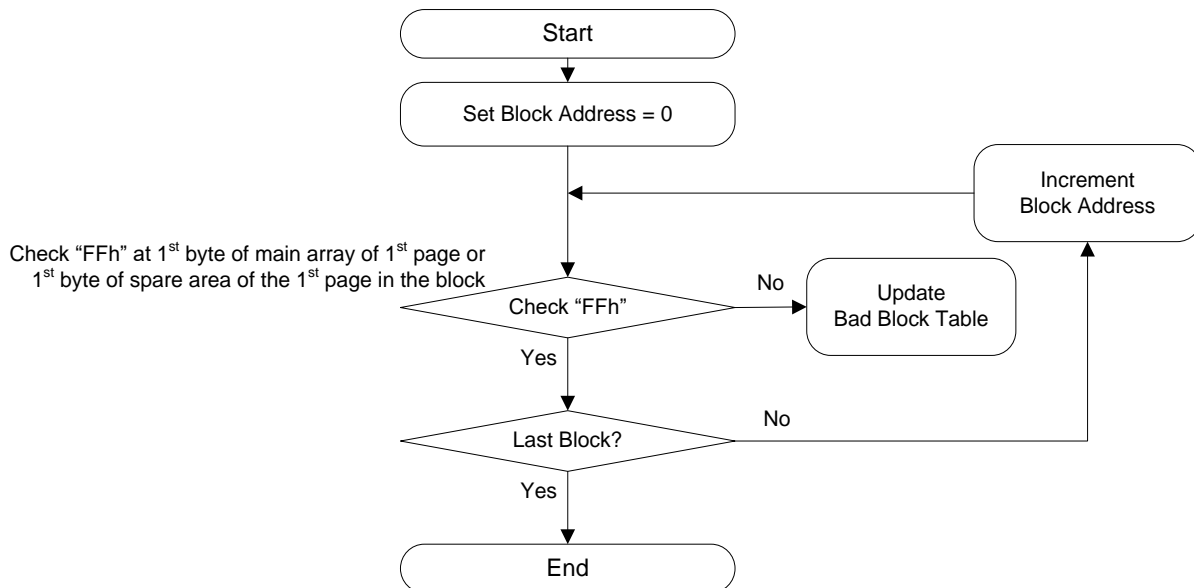 Start
Set Block Address = 0
Increment
Block Address
Check “FFh” at 1st byte of main array of 1st page or
1st byte of spare area of the 1st page in the block
Check “FFh”
No
Update
Bad Block Table
Yes
Last Block?
No
Yes
End